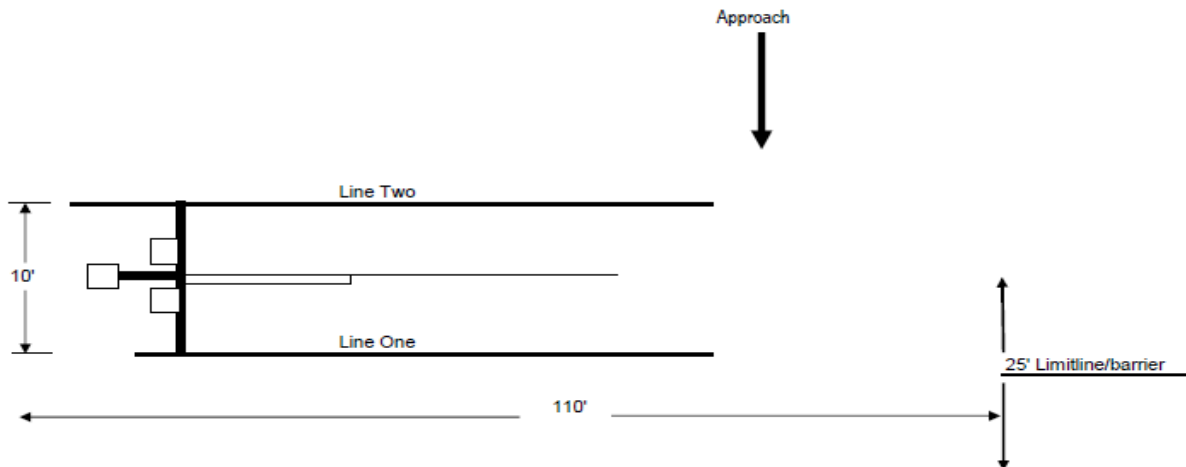 Approach
Line Two
10'
Line One
25' Limitline/barrier
110'